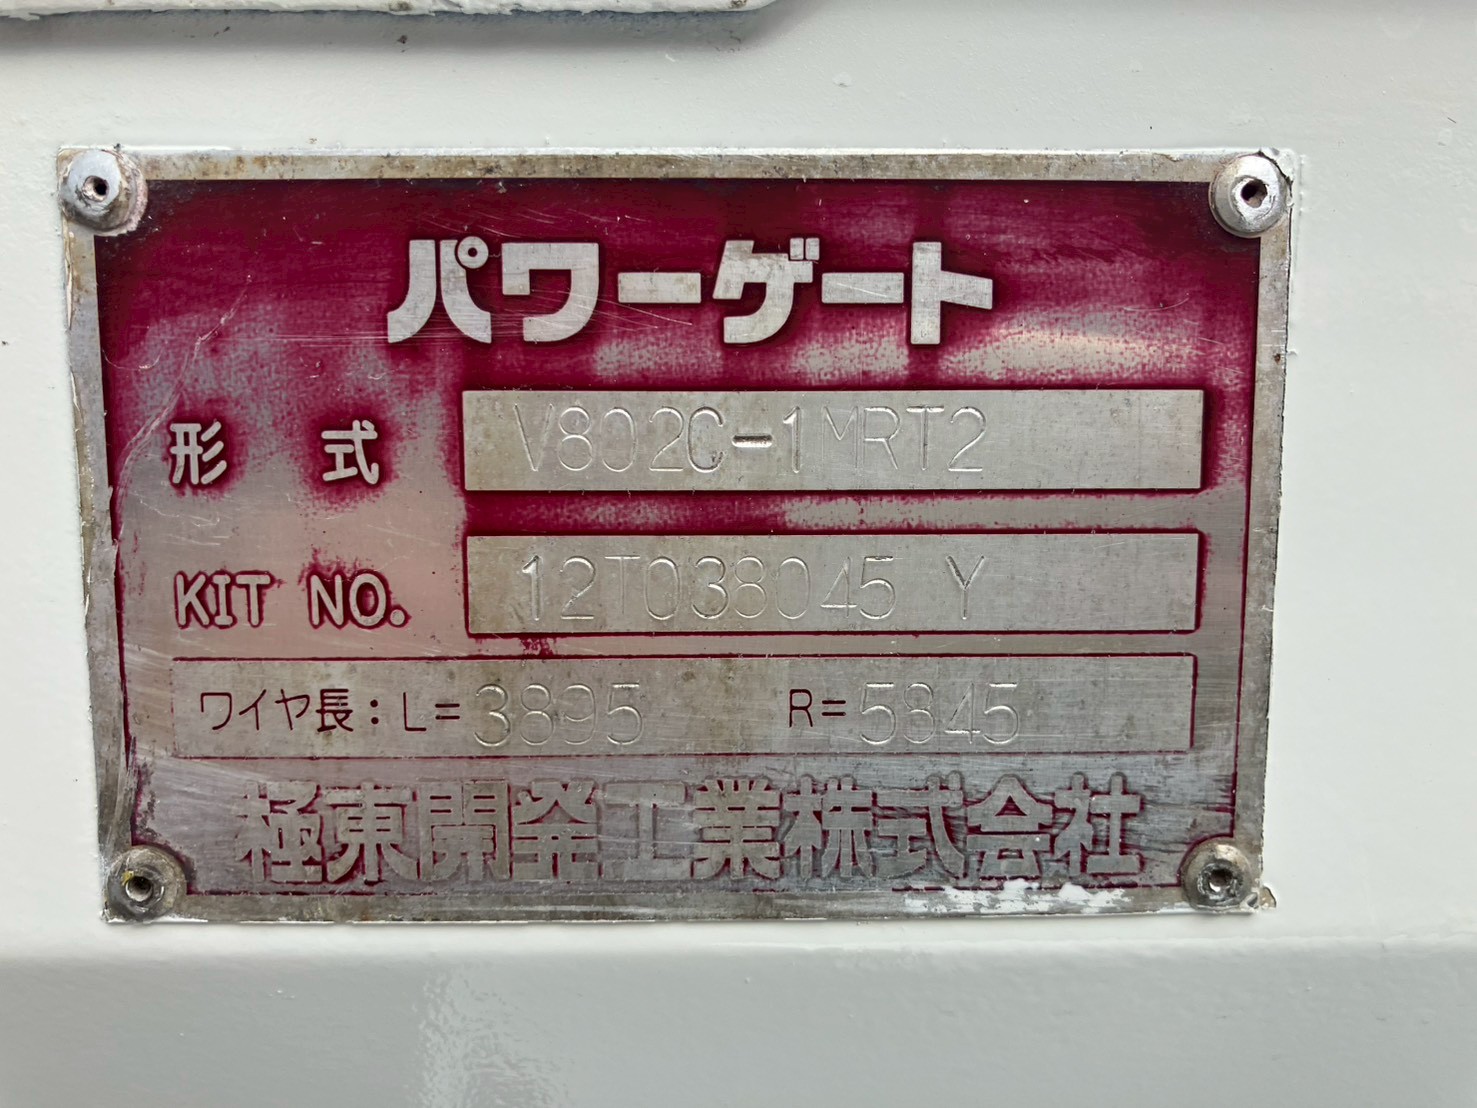 パワーゲート
形 式 V802C-1MRT2
KIT NO. 12T038045 Y
ワイヤ長:L=3895 R=5845
極東開発工業株式会社